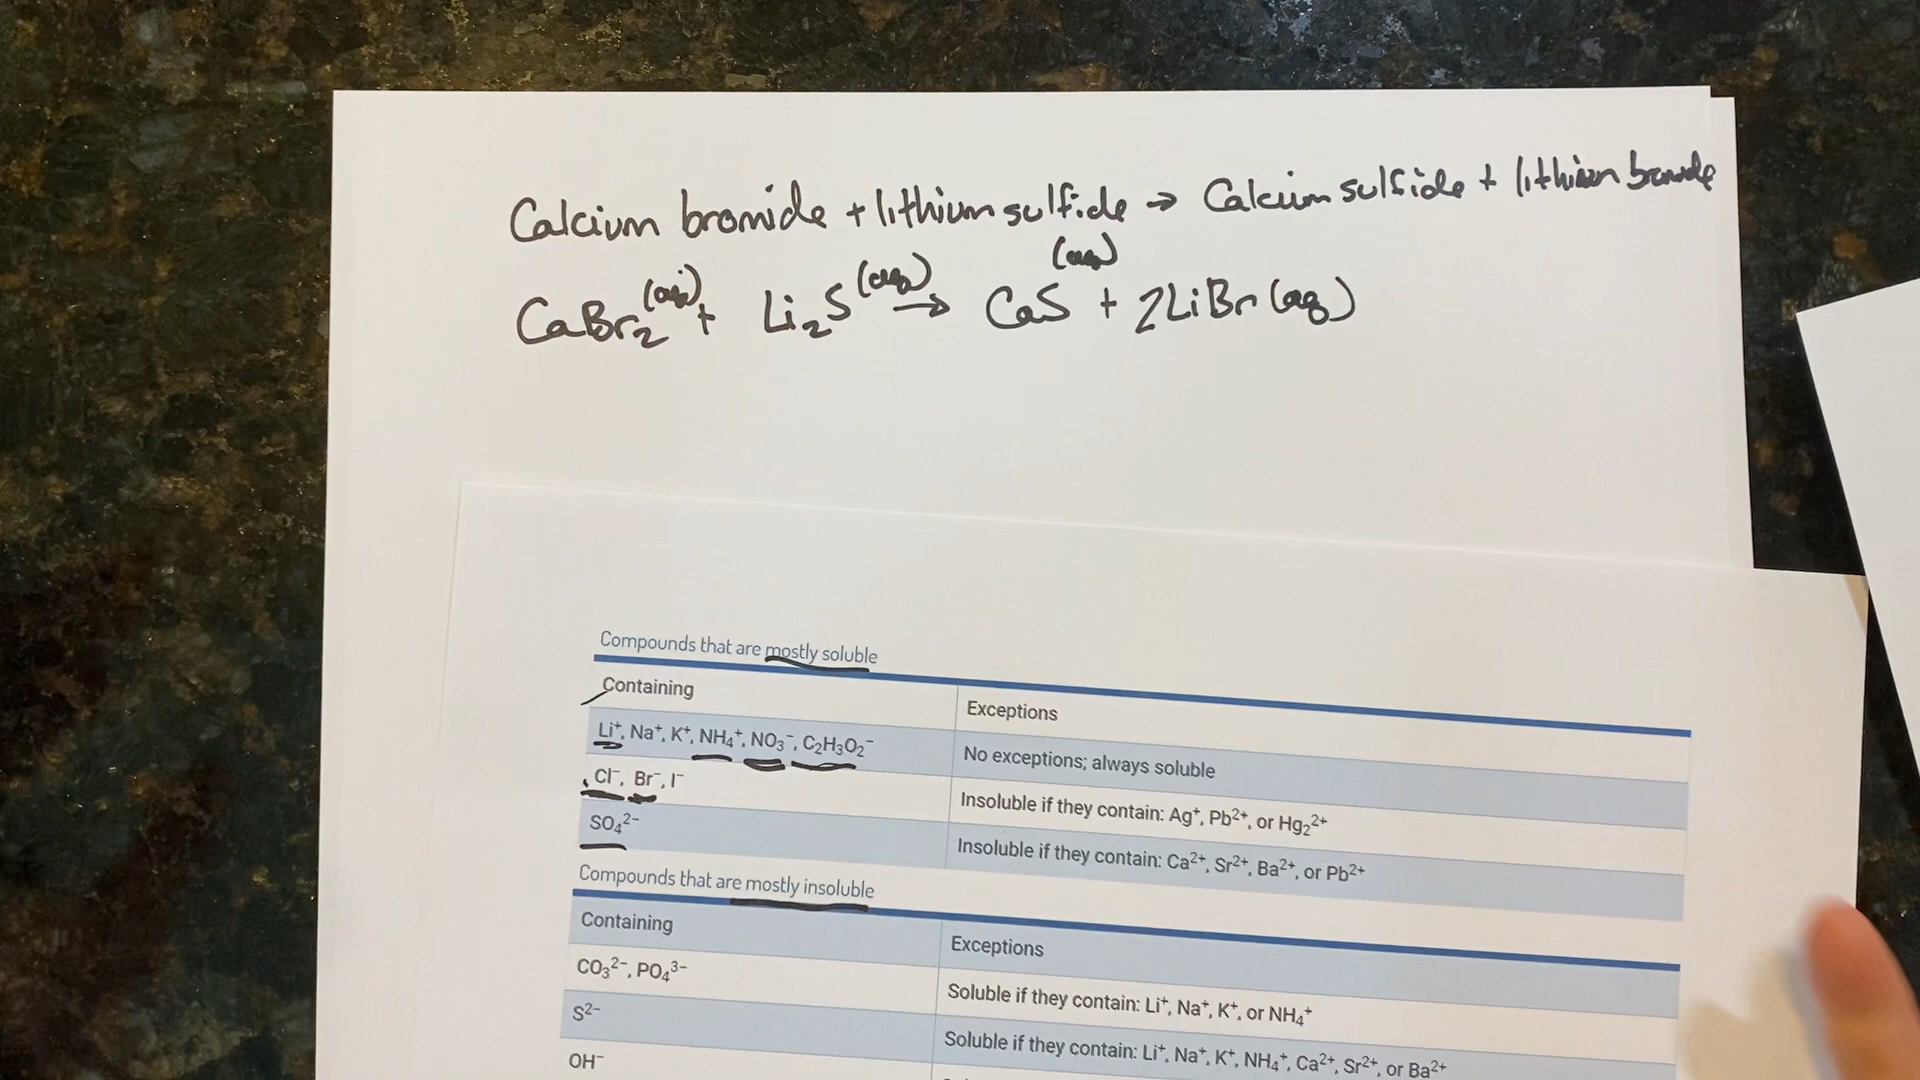 Calcium bromide + lithium sulfide → Calcium sulfide + lithium bromide
CaBr₂(aq) + Li₂S(aq) → CaS(aq) + 2LiBr(aq)
Compounds that are mostly soluble
Containing Exceptions
Li⁺, Na⁺, K⁺, NH₄⁺, NO₃⁻, C₂H₃O₂⁻ No exceptions; always soluble
Cl⁻, Br⁻, I⁻ Insoluble if they contain: Ag⁺, Pb²⁺, or Hg₂²⁺
SO₄²⁻ Insoluble if they contain: Ca²⁺, Sr²⁺, Ba²⁺, or Pb²⁺
Compounds that are mostly insoluble
Containing Exceptions
CO₃²⁻, PO₄³⁻ Soluble if they contain: Li⁺, Na⁺, K⁺, or NH₄⁺
S²⁻ Soluble if they contain: Li⁺, Na⁺, K⁺, NH₄⁺, Ca²⁺, Sr²⁺, or Ba²⁺
OH⁻